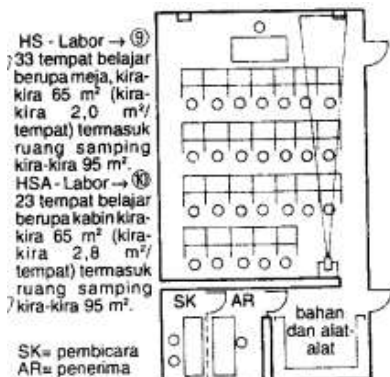 HS - Labor → ⑨
33 tempat belajar
berupa meja, kira-
kira 65 m² (kira-
kira 2,0 m²/
tempat) termasuk
ruang samping
kira-kira 95 m².
HSA - Labor → ⑩
23 tempat belajar
berupa kabin kira-
kira 65 m² (kira-
kira 2,8 m²/
tempat) termasuk
ruang samping
kira-kira 95 m².
SK= pembicara
AR= penerima
SK
AR
bahan
dan alat-
alat